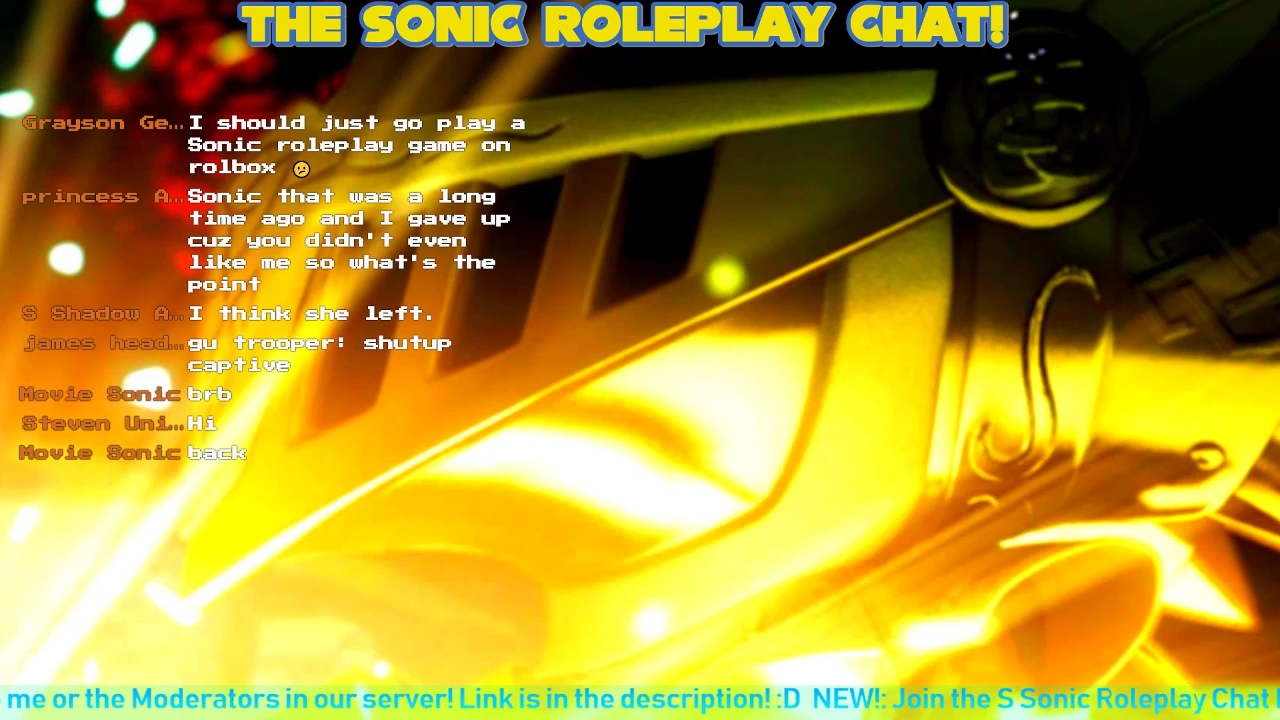 THE SONIC ROLEPLAY CHAT!
Grayson Ge... I should just go play a
Sonic roleplay game on
rolbox 😕
princess A... Sonic that was a long
time ago and I gave up
cuz you didn't even
like me so what's the
point
S Shadow A... I think she left.
james head... gu trooper: shutup
captive
Movie Sonic brb
Steven Uni... Hi
Movie Sonic back
me or the Moderators in our server! Link is in the description! :D NEW!: Join the S Sonic Roleplay Chat